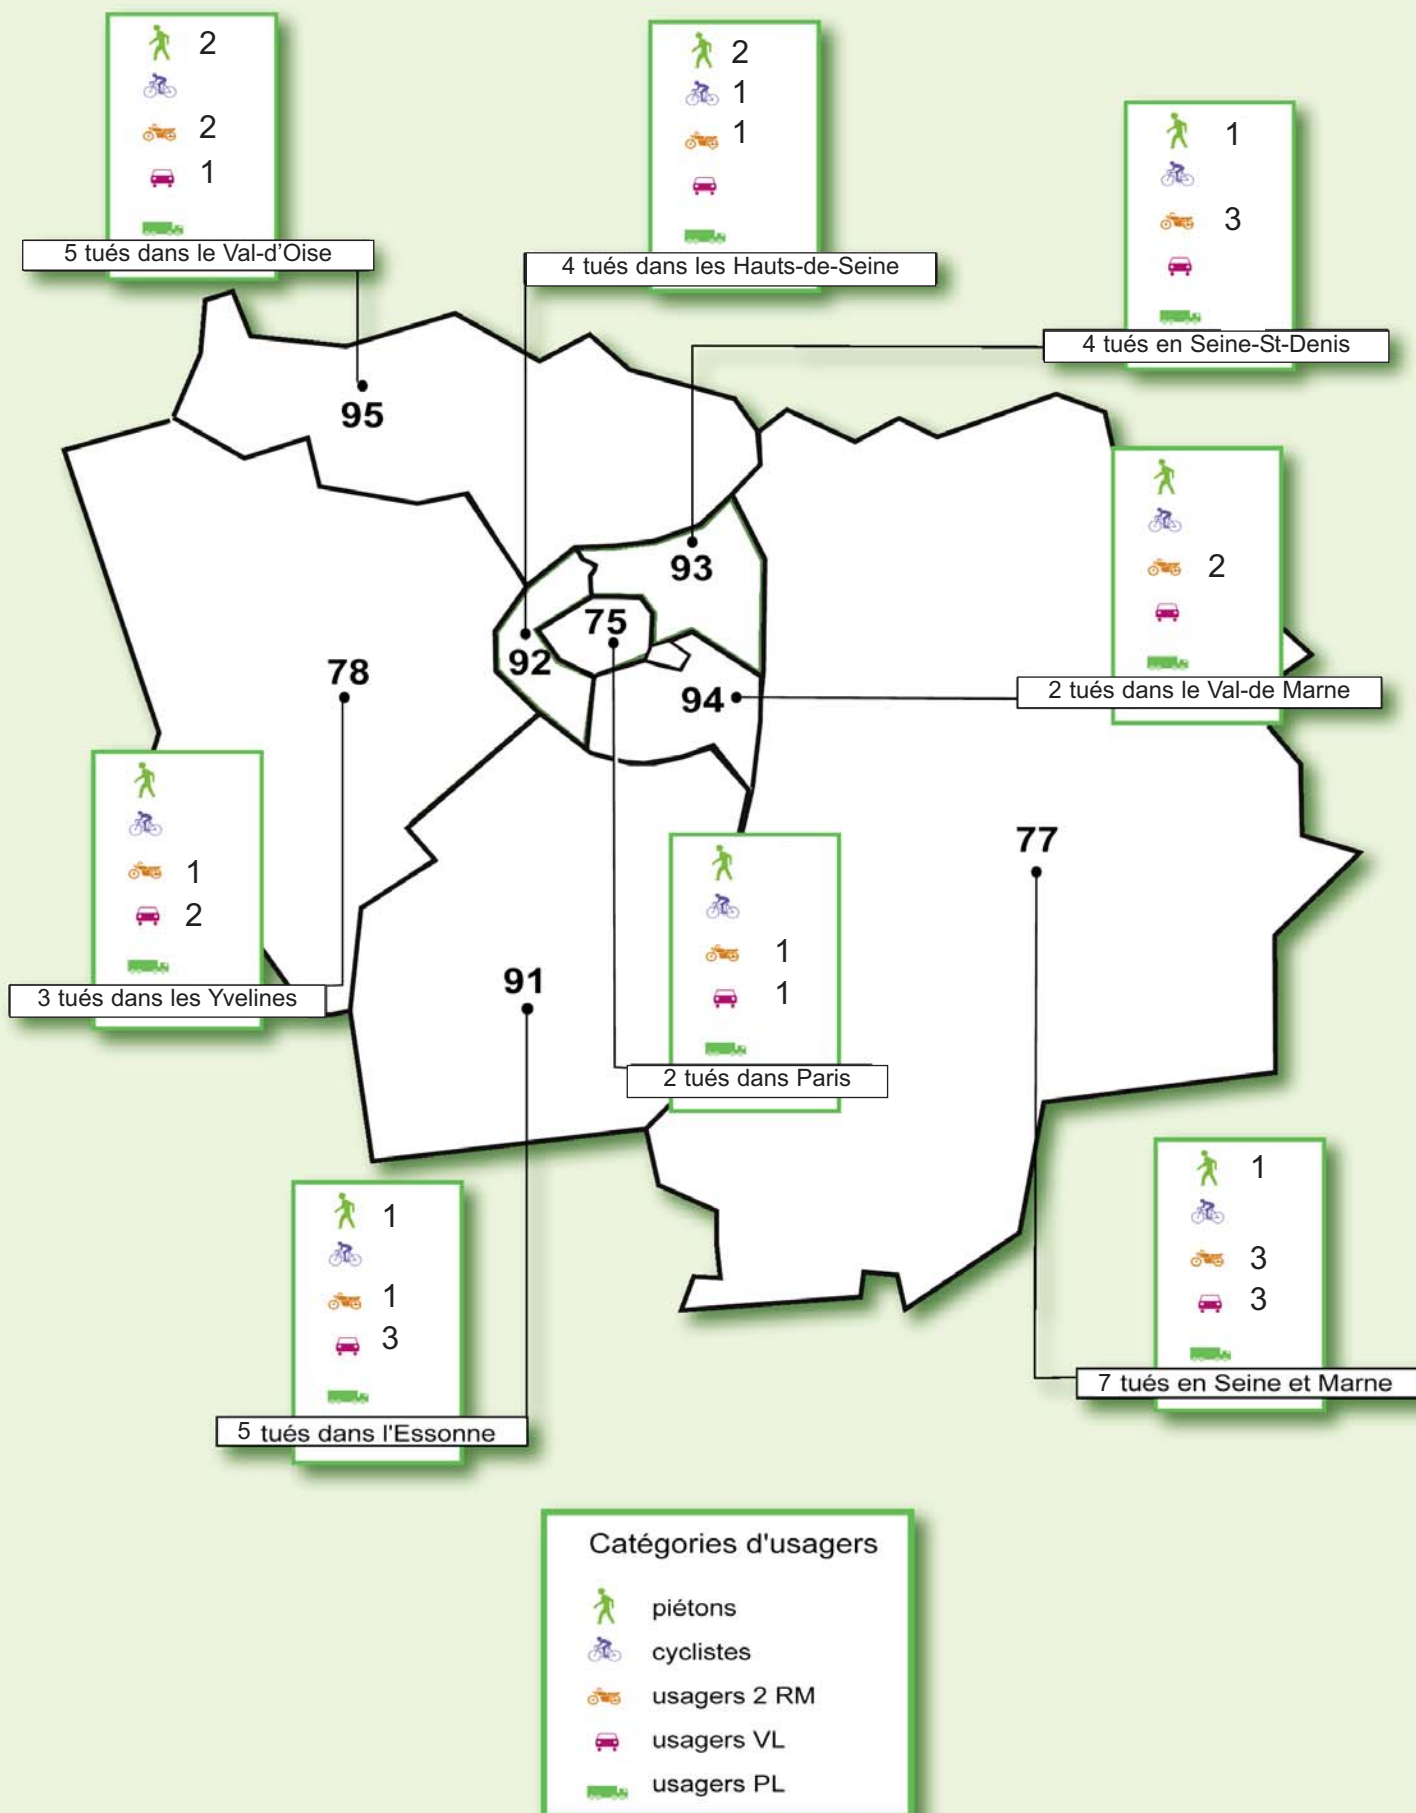 2
2
1
5 tués dans le Val-d'Oise
2
1
1
4 tués dans les Hauts-de-Seine
1
3
4 tués en Seine-St-Denis
95
93
75
92
78
94
2
2 tués dans le Val-de Marne
1
2
3 tués dans les Yvelines
77
91
1
1
2 tués dans Paris
1
1
3
5 tués dans l'Essonne
1
3
3
7 tués en Seine et Marne
Catégories d'usagers
piétons
cyclistes
usagers 2 RM
usagers VL
usagers PL